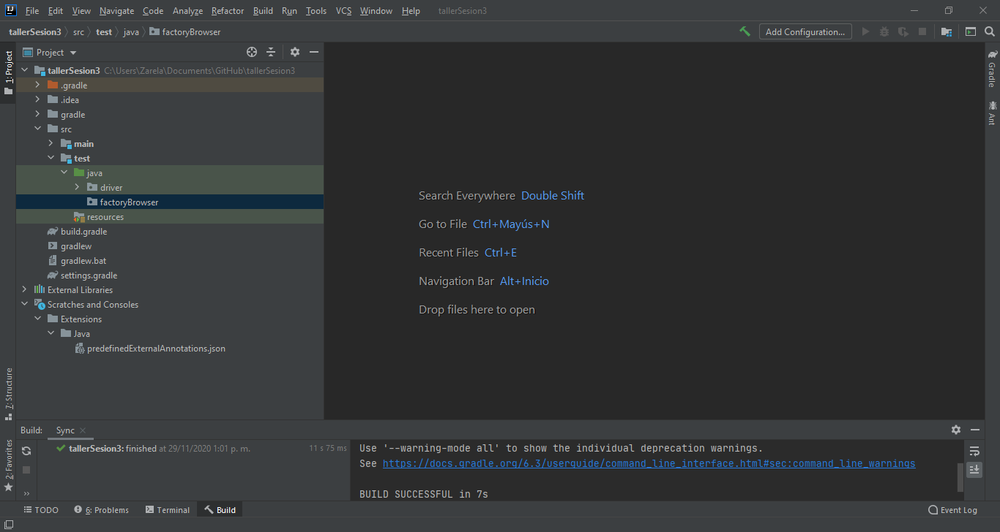 File Edit View Navigate Code Analyze Refactor Build Run Tools VCS Window Help tallerSesion3
tallerSesion3 src test java factoryBrowser Add Configuration...
1: Project
Project
tallerSesion3 C:\Users\Zarela\Documents\GitHub\tallerSesion3
.gradle
.idea
gradle
src
main
test
java
driver
factoryBrowser
resources
build.gradle
gradlew
gradlew.bat
settings.gradle
External Libraries
Scratches and Consoles
Extensions
Java
predefinedExternalAnnotations.json
Search Everywhere Double Shift
Go to File Ctrl+Mayús+N
Recent Files Ctrl+E
Navigation Bar Alt+Inicio
Drop files here to open
Gradle
Ant
7: Structure
2: Favorites
Build: Sync
tallerSesion3: finished at 29/11/2020 1:01 p. m. 11 s 75 ms
Use '--warning-mode all' to show the individual deprecation warnings.
See https://docs.gradle.org/6.3/userguide/command_line_interface.html#sec:command_line_warnings
BUILD SUCCESSFUL in 7s
TODO 6: Problems Terminal Build Event Log